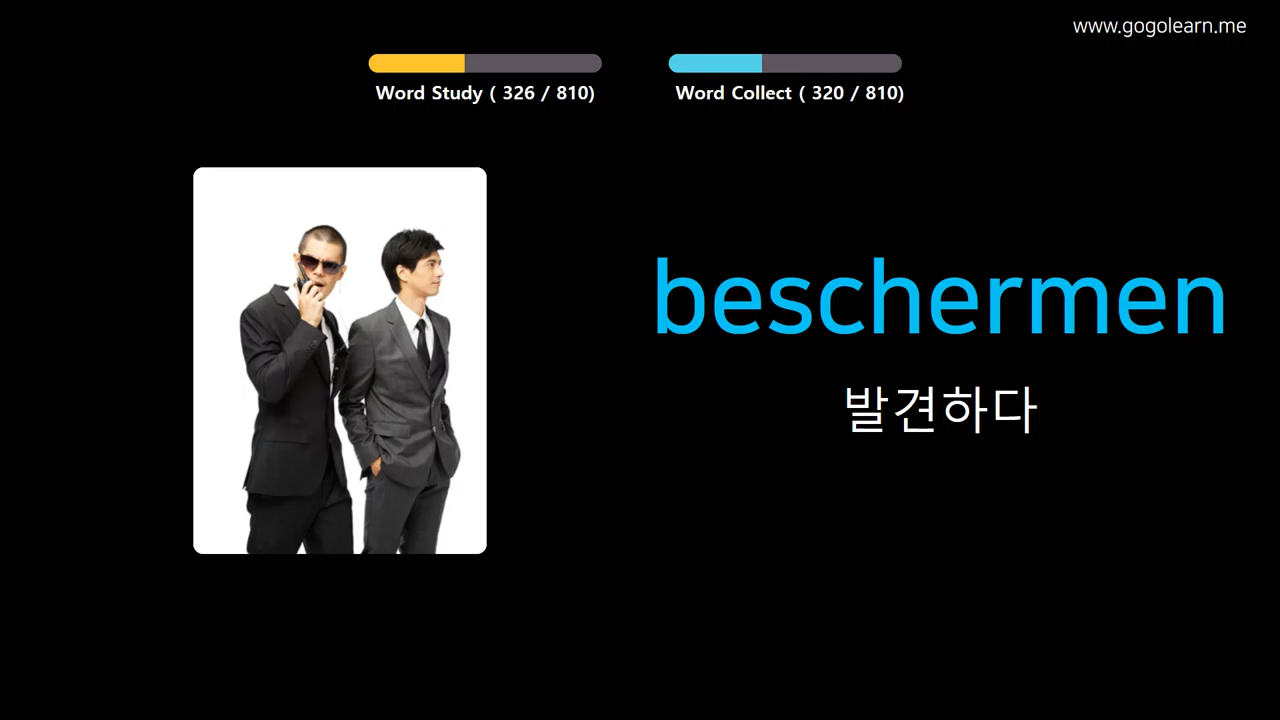 www.gogolearn.me
Word Study ( 326 / 810)
Word Collect ( 320 / 810)
beschermen
발견하다